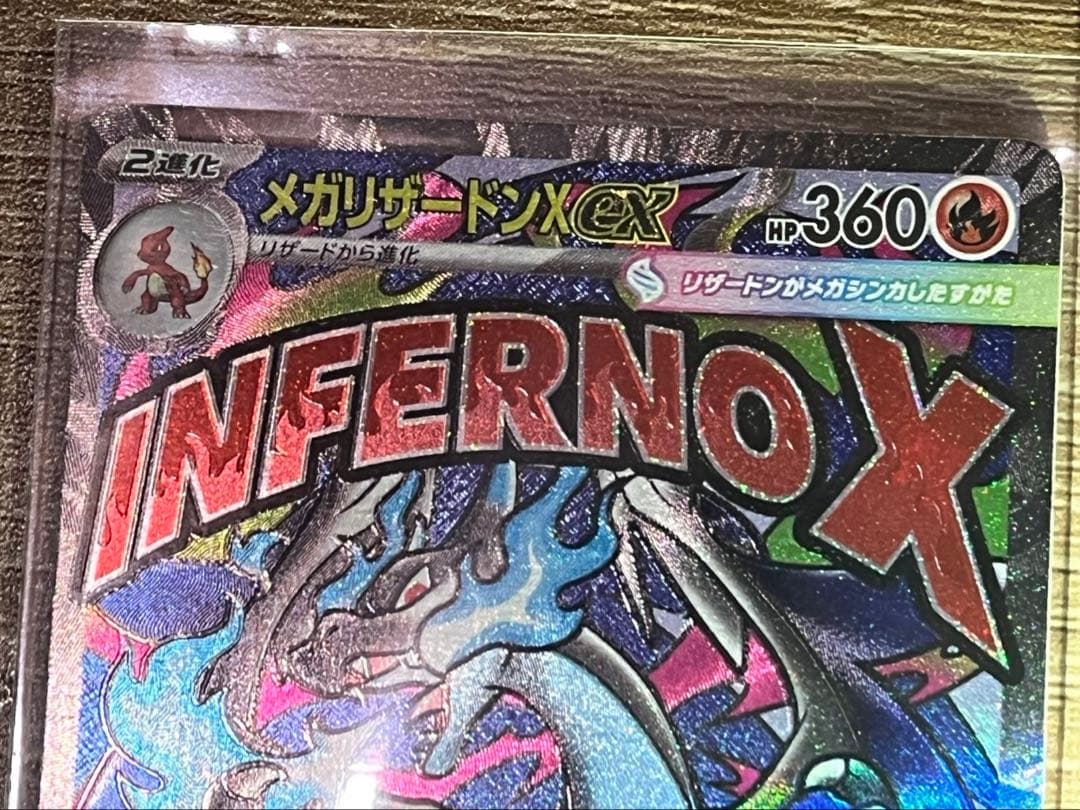 2進化
メガリザードンXex HP360
リザードから進化
リザードンがメガシンカしたすがた
INFERNO X